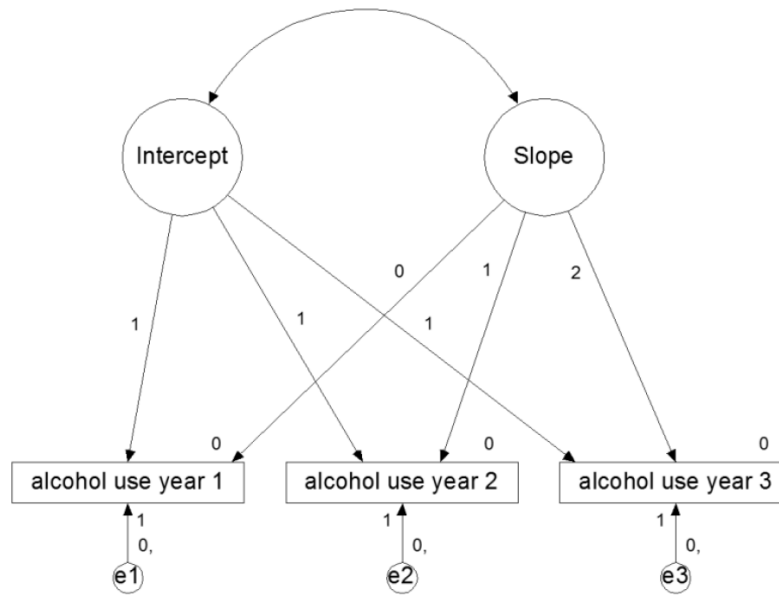 Intercept
Slope
0
1
2
1
1
1
0
0
0
alcohol use year 1
alcohol use year 2
alcohol use year 3
1
1
1
0,
0,
0,
e1
e2
e3